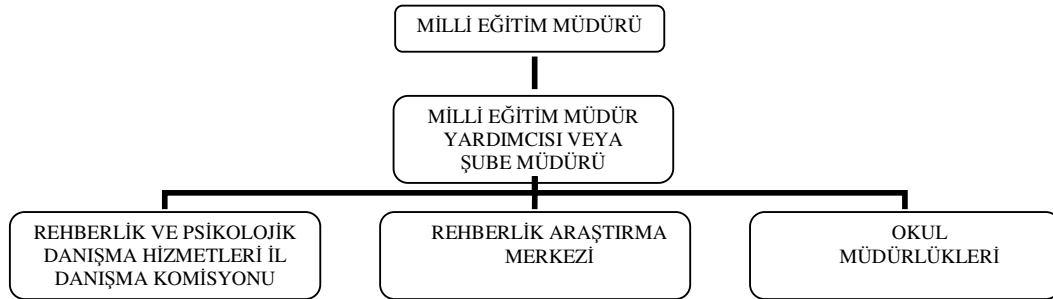 MİLLİ EĞİTİM MÜDÜRÜ
MİLLİ EĞİTİM MÜDÜR
YARDIMCISI VEYA
ŞUBE MÜDÜRÜ
REHBERLİK VE PSİKOLOJİK
DANIŞMA HİZMETLERİ İL
DANIŞMA KOMİSYONU
REHBERLİK ARAŞTIRMA
MERKEZİ
OKUL
MÜDÜRLÜKLERİ